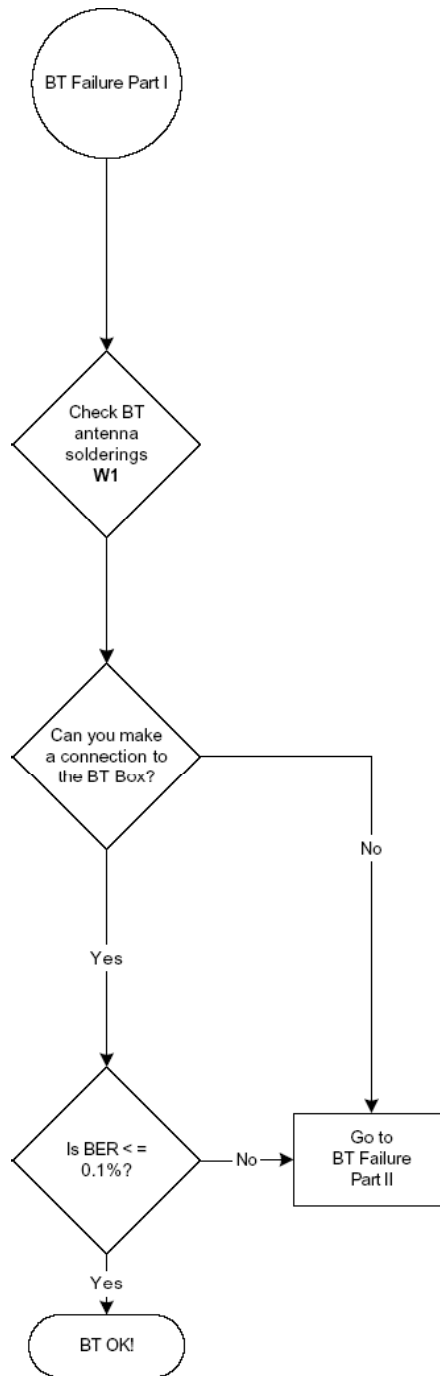 BT Failure Part I
Check BT
antenna
solderings
W1
Can you make
a connection to
the BT Box?
No
Yes
Is BER < =
0.1%?
No
Go to
BT Failure
Part II
Yes
BT OK!